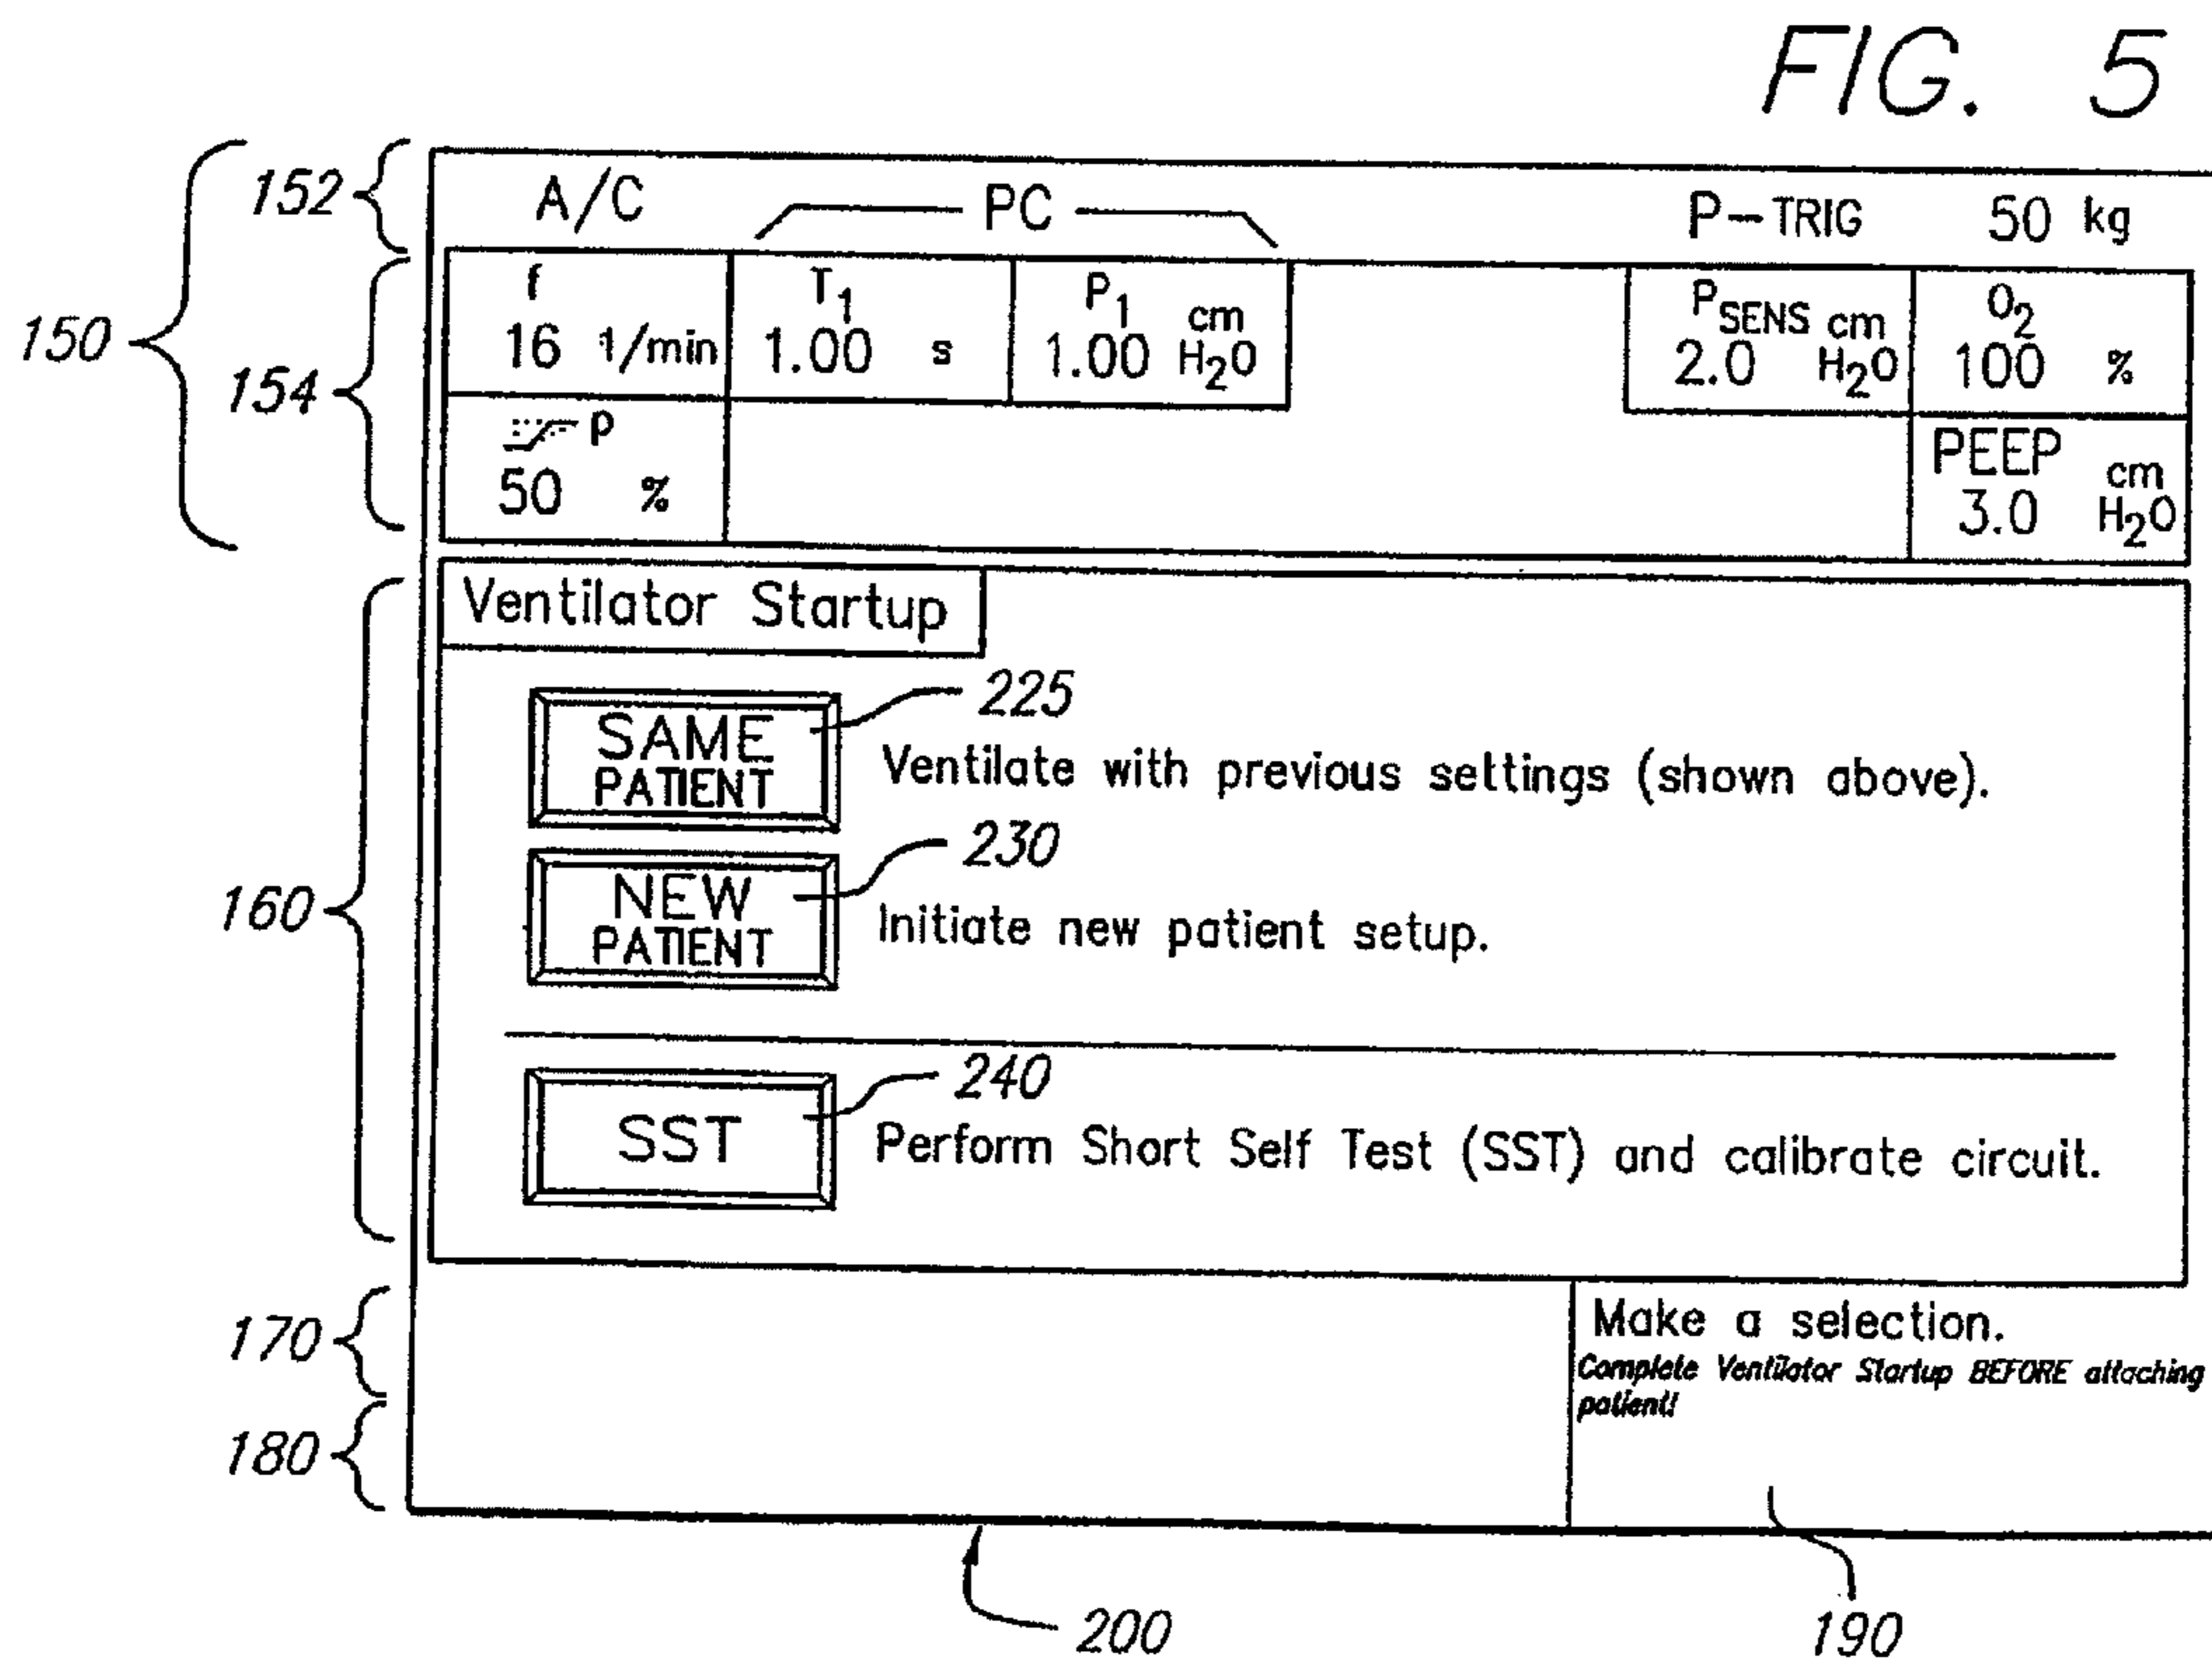 FIG. 5
150
152
A/C PC P-TRIG 50 kg
154
f
16 1/min
T1
1.00 s
P1 cm
1.00 H2O
PSENS cm
2.0 H2O
O2
100 %
P
50 %
PEEP cm
3.0 H2O
160
Ventilator Startup
225
SAME
PATIENT
Ventilate with previous settings (shown above).
230
NEW
PATIENT
Initiate new patient setup.
240
SST
Perform Short Self Test (SST) and calibrate circuit.
170
Make a selection.
Complete Ventilator Startup BEFORE attaching
patient!
180
200
190